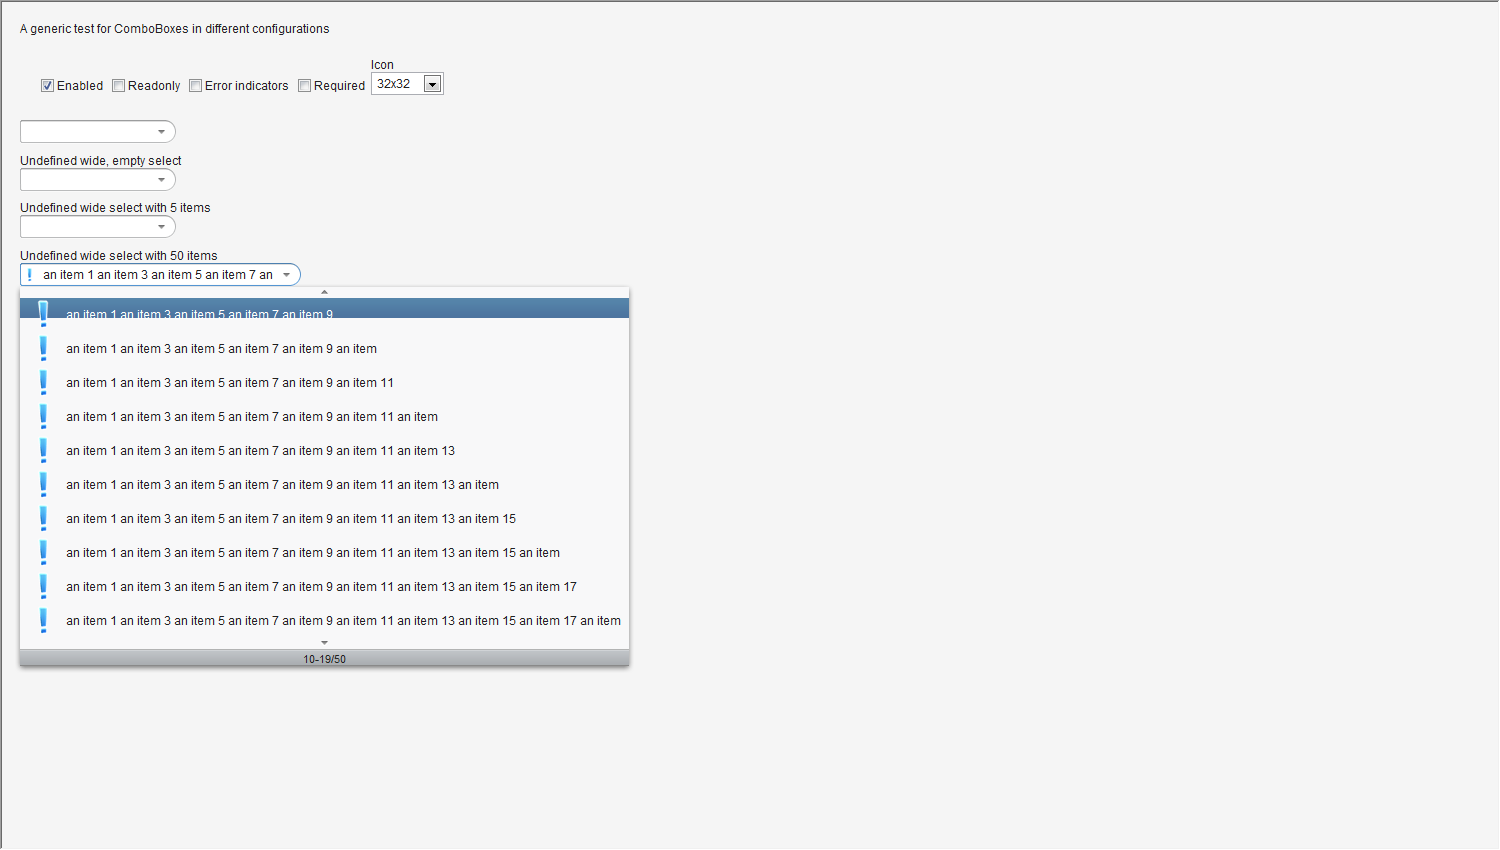 A generic test for ComboBoxes in different configurations
Icon
Enabled Readonly Error indicators Required 32x32
Undefined wide, empty select
Undefined wide select with 5 items
Undefined wide select with 50 items
an item 1 an item 3 an item 5 an item 7 an
an item 1 an item 3 an item 5 an item 7 an item 9
an item 1 an item 3 an item 5 an item 7 an item 9 an item
an item 1 an item 3 an item 5 an item 7 an item 9 an item 11
an item 1 an item 3 an item 5 an item 7 an item 9 an item 11 an item
an item 1 an item 3 an item 5 an item 7 an item 9 an item 11 an item 13
an item 1 an item 3 an item 5 an item 7 an item 9 an item 11 an item 13 an item
an item 1 an item 3 an item 5 an item 7 an item 9 an item 11 an item 13 an item 15
an item 1 an item 3 an item 5 an item 7 an item 9 an item 11 an item 13 an item 15 an item
an item 1 an item 3 an item 5 an item 7 an item 9 an item 11 an item 13 an item 15 an item 17
an item 1 an item 3 an item 5 an item 7 an item 9 an item 11 an item 13 an item 15 an item 17 an item
10-19/50